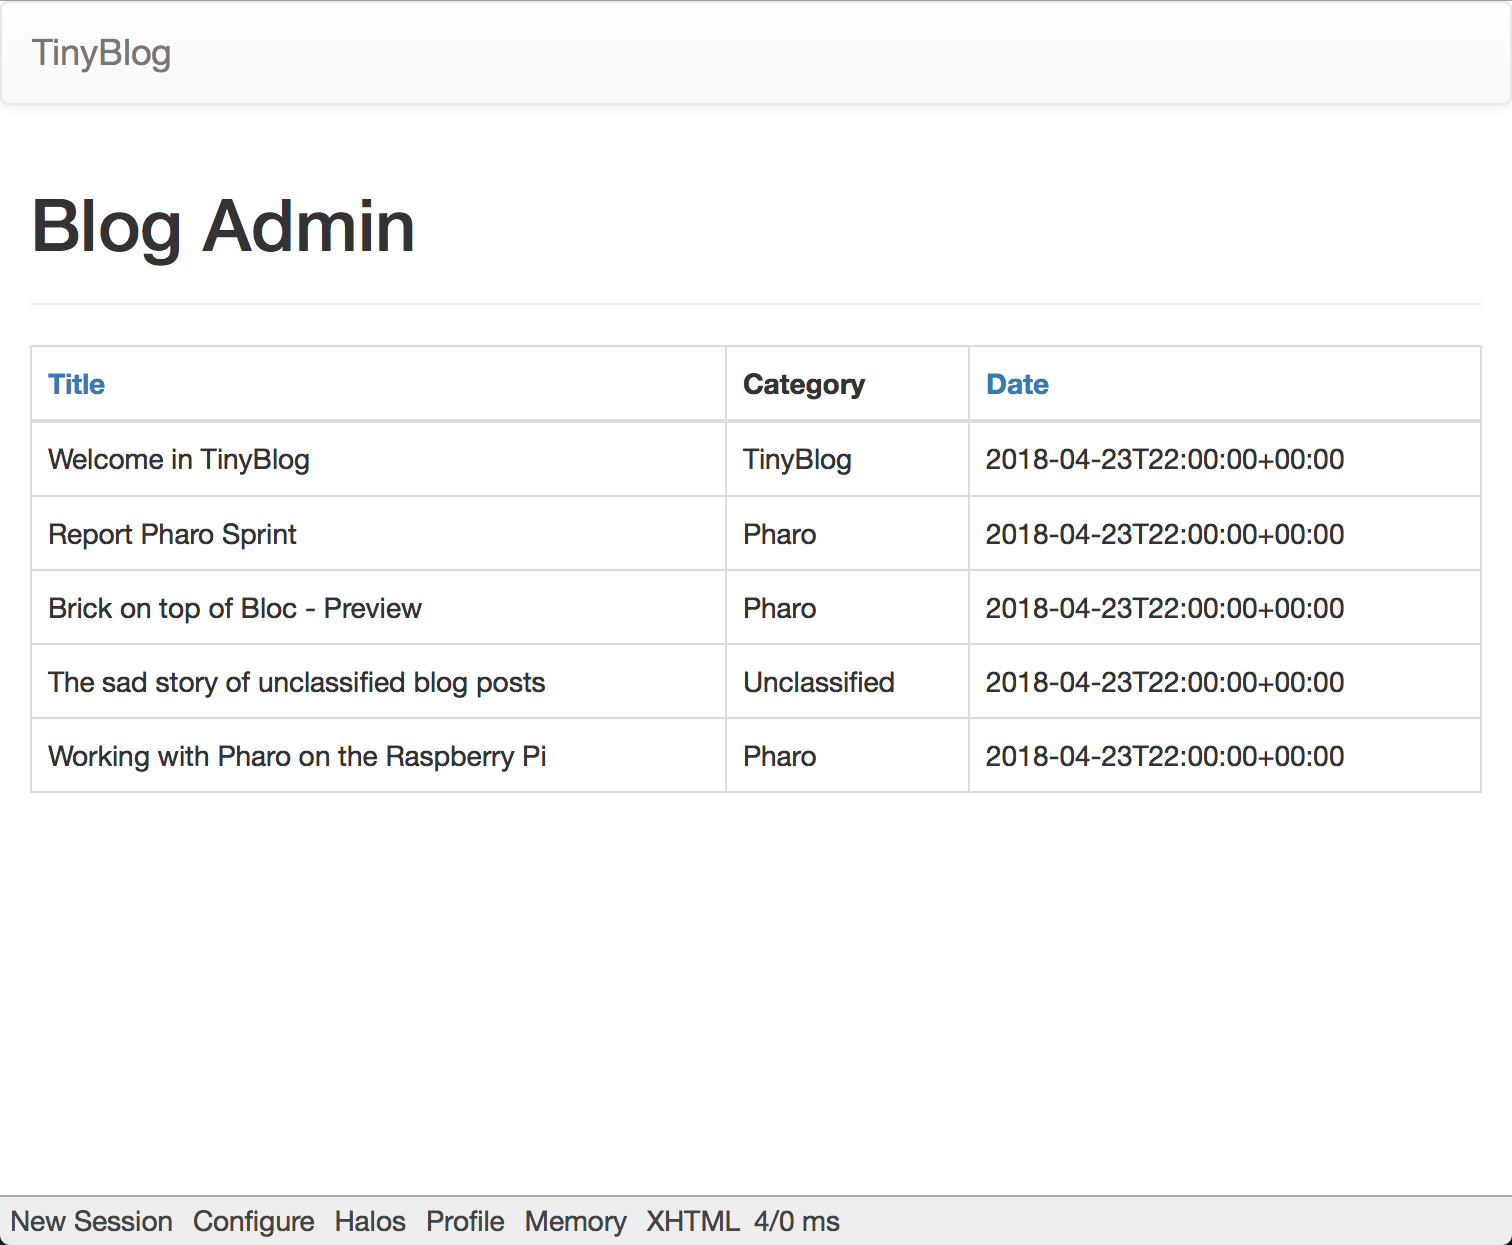 TinyBlog
Blog Admin
Title Category Date
Welcome in TinyBlog TinyBlog 2018-04-23T22:00:00+00:00
Report Pharo Sprint Pharo 2018-04-23T22:00:00+00:00
Brick on top of Bloc - Preview Pharo 2018-04-23T22:00:00+00:00
The sad story of unclassified blog posts Unclassified 2018-04-23T22:00:00+00:00
Working with Pharo on the Raspberry Pi Pharo 2018-04-23T22:00:00+00:00
New Session Configure Halos Profile Memory XHTML 4/0 ms